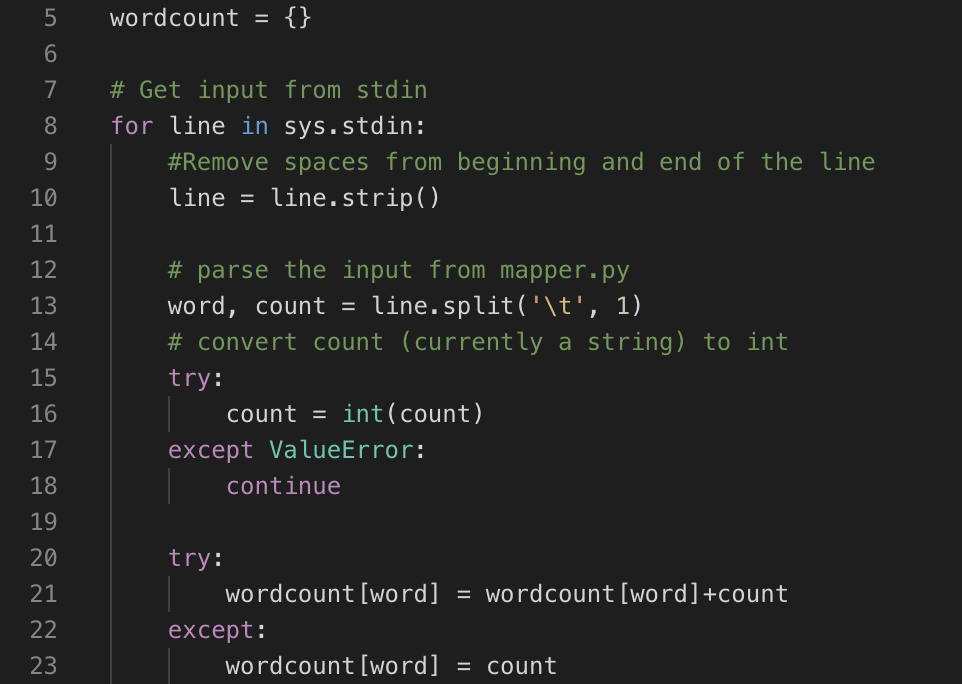 5 wordcount = {}
6
7 # Get input from stdin
8 for line in sys.stdin:
9 #Remove spaces from beginning and end of the line
10 line = line.strip()
11
12 # parse the input from mapper.py
13 word, count = line.split('\t', 1)
14 # convert count (currently a string) to int
15 try:
16 count = int(count)
17 except ValueError:
18 continue
19
20 try:
21 wordcount[word] = wordcount[word]+count
22 except:
23 wordcount[word] = count